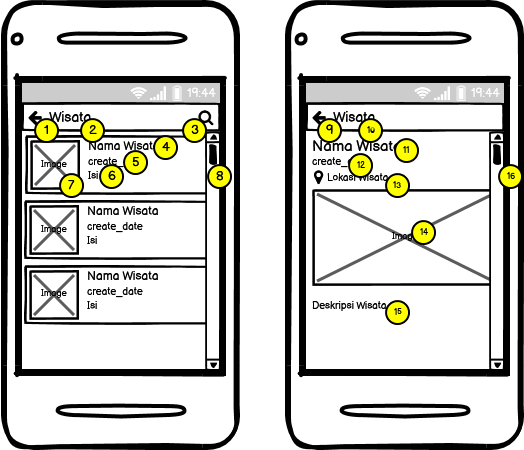 19:44
Wisata
1
2
3
Nama Wisata
4
create_
5
Image
Isi
6
7
8
Nama Wisata
create_date
Image
Isi
Nama Wisata
create_date
Image
Isi
19:44
Wisata
9
10
Nama Wisata
11
create_
12
Lokasi Wisata
13
16
Image
14
Deskripsi Wisata
15